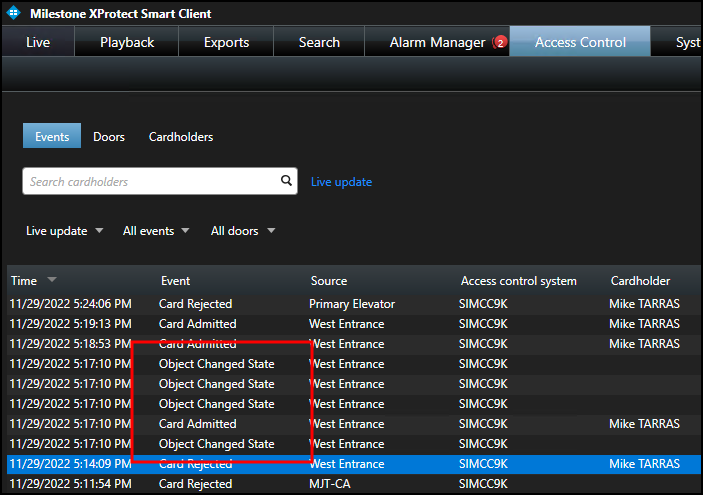 Milestone XProtect Smart Client
Live Playback Exports Search Alarm Manager 2 Access Control Syst
Events Doors Cardholders
Search cardholders Live update
Live update All events All doors
Time Event Source Access control system Cardholder
11/29/2022 5:24:06 PM Card Rejected Primary Elevator SIMCC9K Mike TARRAS
11/29/2022 5:19:13 PM Card Admitted West Entrance SIMCC9K Mike TARRAS
11/29/2022 5:18:53 PM Card Admitted West Entrance SIMCC9K Mike TARRAS
11/29/2022 5:17:10 PM Object Changed State West Entrance SIMCC9K
11/29/2022 5:17:10 PM Object Changed State West Entrance SIMCC9K
11/29/2022 5:17:10 PM Object Changed State West Entrance SIMCC9K
11/29/2022 5:17:10 PM Card Admitted West Entrance SIMCC9K Mike TARRAS
11/29/2022 5:17:10 PM Object Changed State West Entrance SIMCC9K
11/29/2022 5:14:09 PM Card Rejected West Entrance SIMCC9K Mike TARRAS
11/29/2022 5:11:54 PM Card Rejected MJT-CA SIMCC9K Mike TARRAS